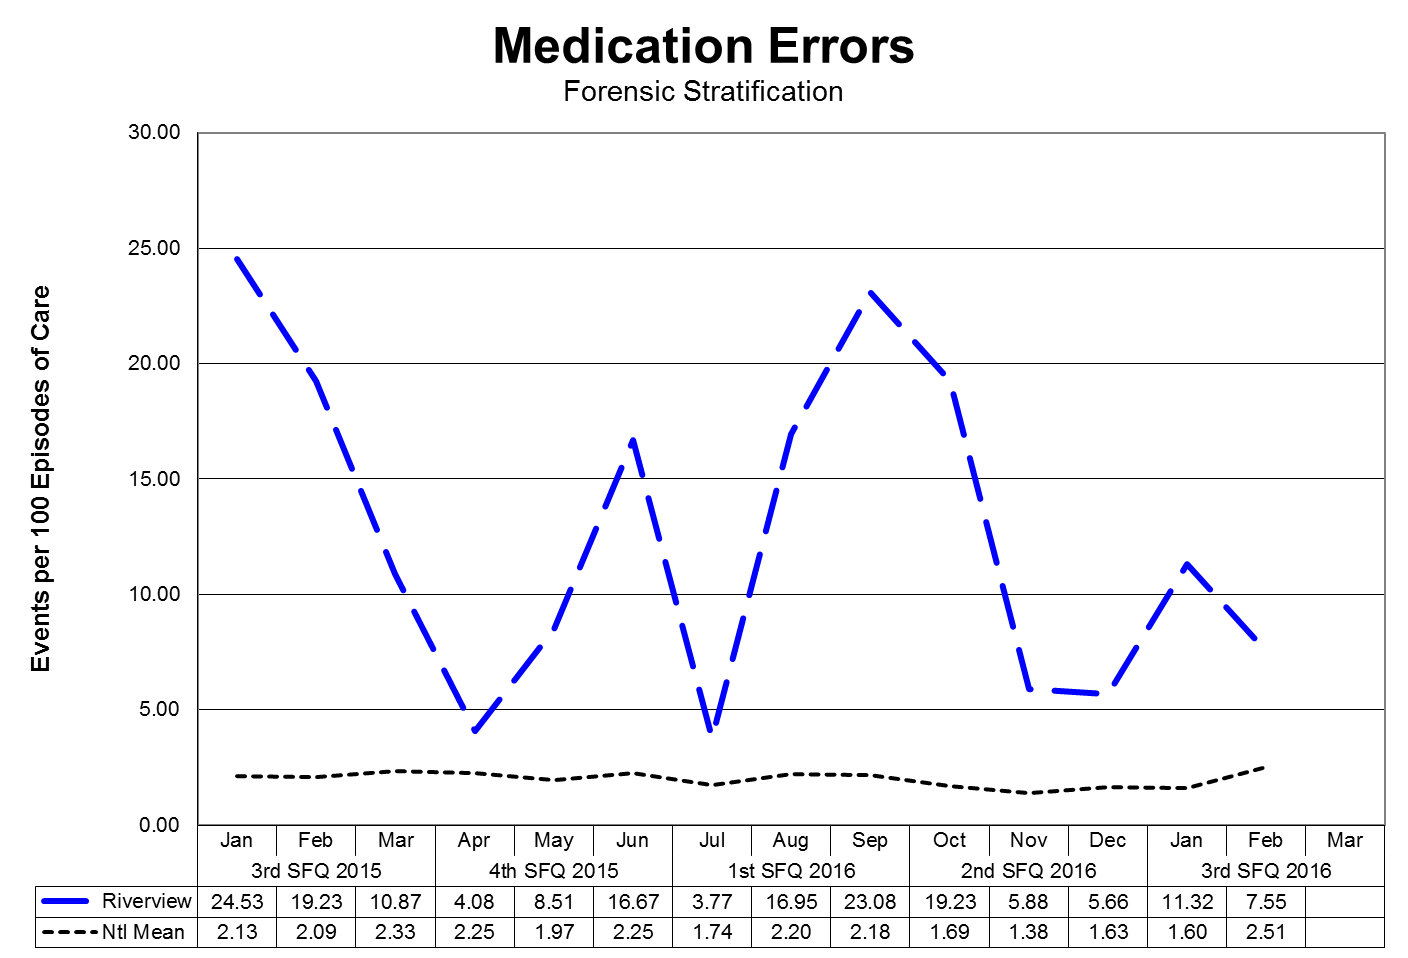 Medication Errors
Forensic Stratification
Events per 100 Episodes of Care
30.00
25.00
20.00
15.00
10.00
5.00
0.00
Jan Feb Mar Apr May Jun Jul Aug Sep Oct Nov Dec Jan Feb Mar
3rd SFQ 2015 4th SFQ 2015 1st SFQ 2016 2nd SFQ 2016 3rd SFQ 2016
Riverview 24.53 19.23 10.87 4.08 8.51 16.67 3.77 16.95 23.08 19.23 5.88 5.66 11.32 7.55
Ntl Mean 2.13 2.09 2.33 2.25 1.97 2.25 1.74 2.20 2.18 1.69 1.38 1.63 1.60 2.51